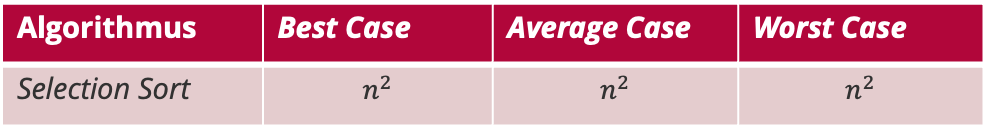 Algorithmus Best Case Average Case Worst Case
Selection Sort n² n² n²